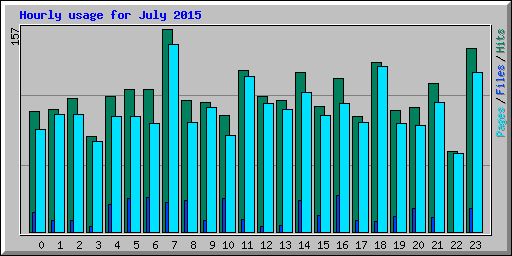 Hourly usage for July 2015
157
Pages/Files/Hits
0 1 2 3 4 5 6 7 8 9 10 11 12 13 14 15 16 17 18 19 20 21 22 23